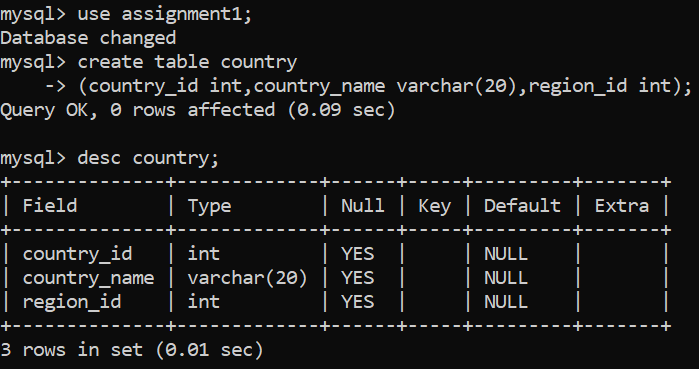 mysql> use assignment1;
Database changed
mysql> create table country
    -> (country_id int,country_name varchar(20),region_id int);
Query OK, 0 rows affected (0.09 sec)

mysql> desc country;
+--------------+-------------+------+-----+---------+-------+
| Field        | Type        | Null | Key | Default | Extra |
+--------------+-------------+------+-----+---------+-------+
| country_id   | int         | YES  |     | NULL    |       |
| country_name | varchar(20) | YES  |     | NULL    |       |
| region_id    | int         | YES  |     | NULL    |       |
+--------------+-------------+------+-----+---------+-------+
3 rows in set (0.01 sec)